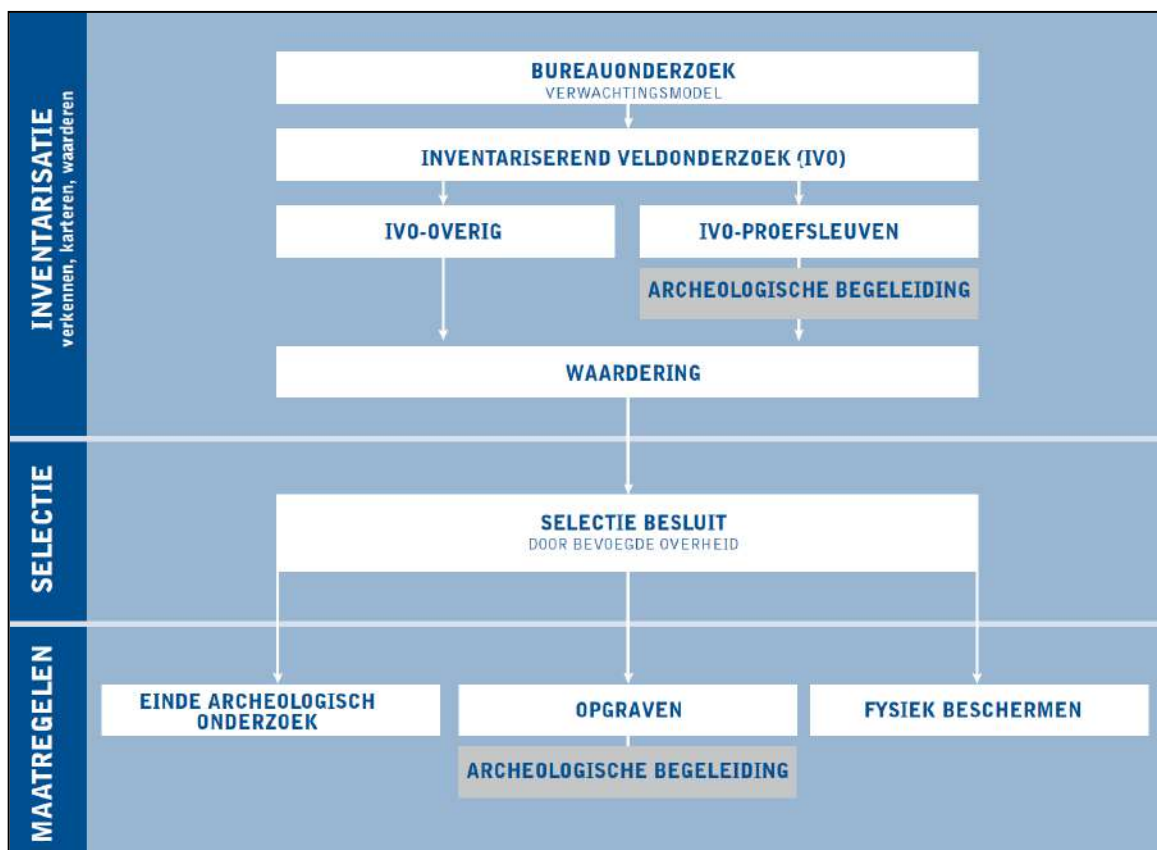 INVENTARISATIE
verkennen, karteren, waarderen
BUREAUONDERZOEK
VERWACHTINGSMODEL
INVENTARISEREND VELDONDERZOEK (IVO)
IVO-OVERIG
IVO-PROEFSLEUVEN
ARCHEOLOGISCHE BEGELEIDING
WAARDERING
SELECTIE
SELECTIE BESLUIT
DOOR BEVOEGDE OVERHEID
MAATREGELEN
EINDE ARCHEOLOGISCH
ONDERZOEK
OPGRAVEN
FYSIEK BESCHERMEN
ARCHEOLOGISCHE BEGELEIDING